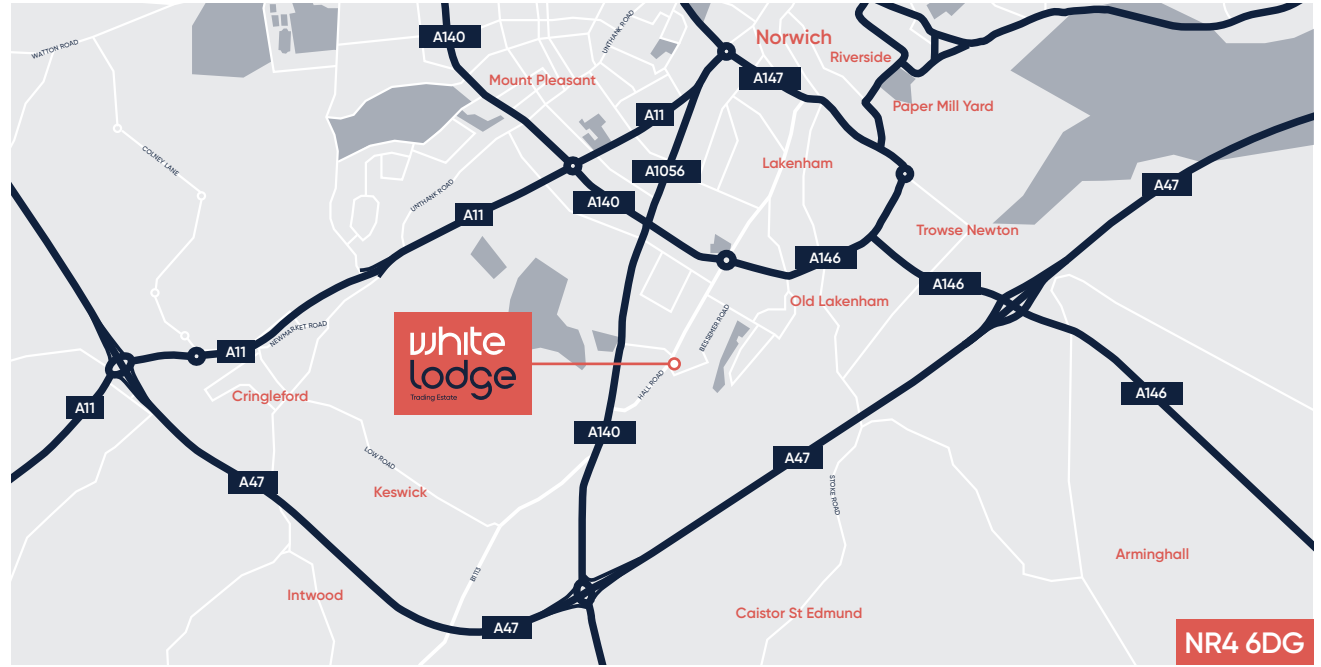 WATTON ROAD
A140
UNTHANK ROAD
Norwich
Riverside
Mount Pleasant
A147
Paper Mill Yard
A11
COLNEY LANE
Lakenham
A1056
A47
UNTHANK ROAD
A140
A11
Trowse Newton
A146
A146
Old Lakenham
NEWMARKET ROAD
BESSEMER ROAD
white
lodge
Trading Estate
A11
HALL ROAD
Cringleford
A146
A11
A140
LOW ROAD
A47
A47
Keswick
STOKE ROAD
Arminghall
B1113
Intwood
Caistor St Edmund
A47
NR4 6DG